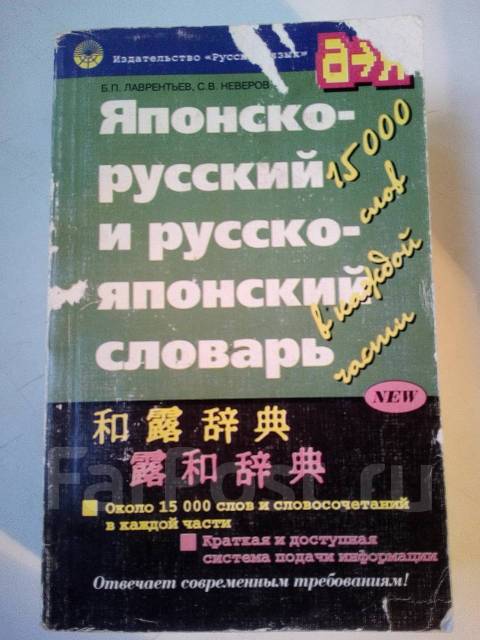 Издательство «Русский язык»
Б.П. ЛАВРЕНТЬЕВ, С.В. НЕВЕРОВ
а→я
Японско-
русский
и русско-
японский
словарь
15 000
слов
в каждой
части
NEW
和露辞典
露和辞典
Около 15 000 слов и словосочетаний
в каждой части
Краткая и доступная
система подачи информации
Отвечает современным требованиям!
FarPost.ru